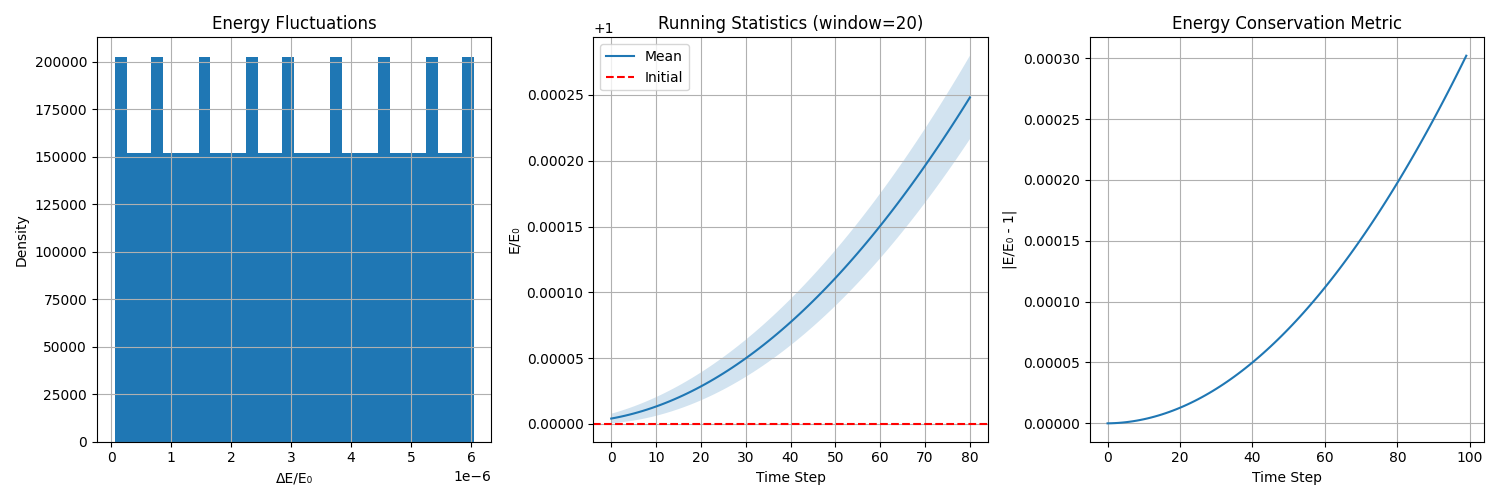 Energy Fluctuations
200000
175000
150000
125000
100000
75000
50000
25000
0
Density
0 1 2 3 4 5 6
1e−6
ΔE/E₀
Running Statistics (window=20)
+1
Mean
Initial
0.00025
0.00020
0.00015
0.00010
0.00005
0.00000
E/E₀
0 10 20 30 40 50 60 70 80
Time Step
Energy Conservation Metric
0.00030
0.00025
0.00020
0.00015
0.00010
0.00005
0.00000
|E/E₀ - 1|
0 20 40 60 80 100
Time Step